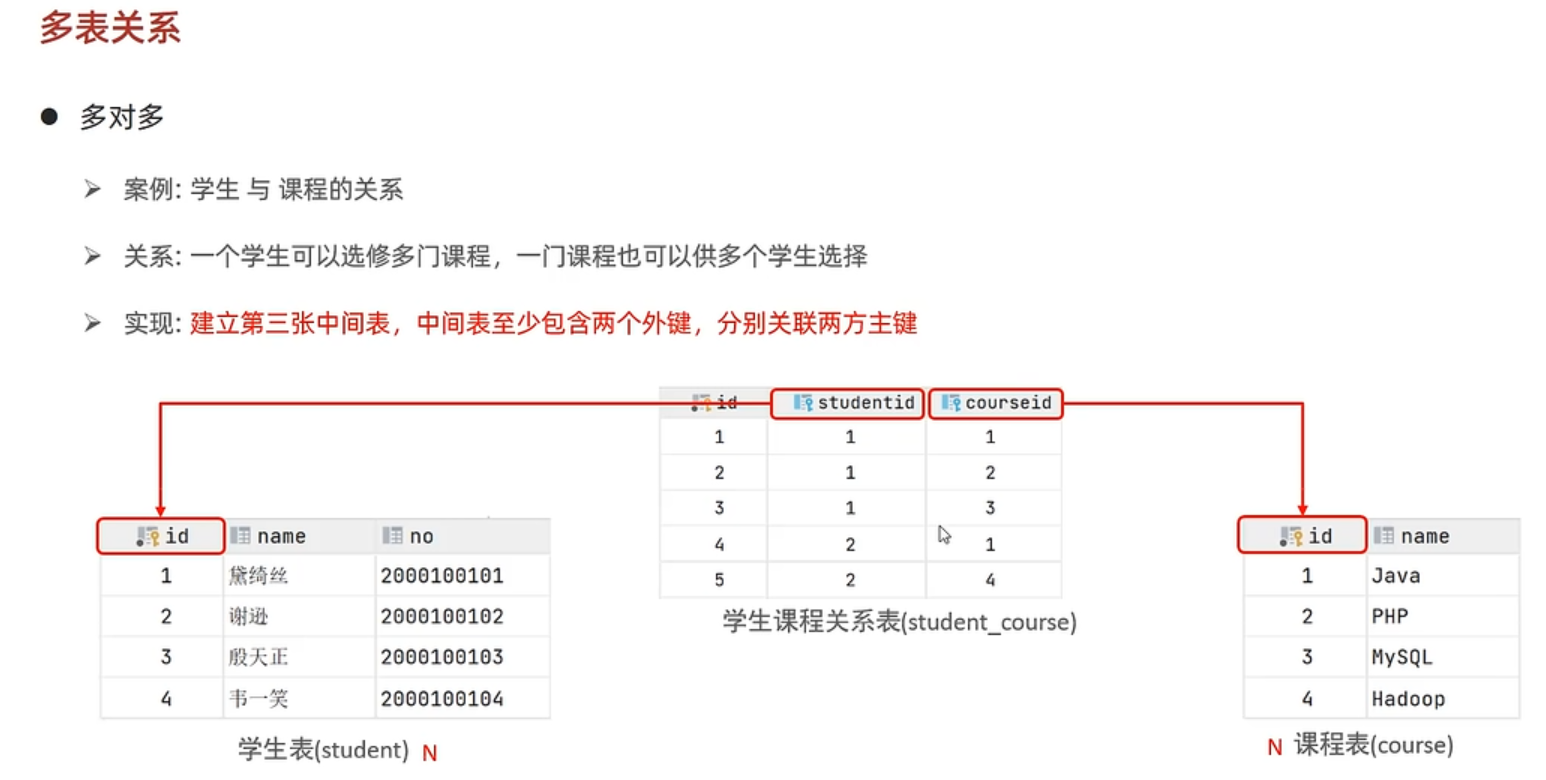 多表关系
● 多对多
➢ 案例: 学生 与 课程的关系
➢ 关系: 一个学生可以选修多门课程，一门课程也可以供多个学生选择
➢ 实现: 建立第三张中间表，中间表至少包含两个外键，分别关联两方主键
id studentid courseid
1 1 1
2 1 2
3 1 3
4 2 1
5 2 4
学生课程关系表(student_course)
id name no
1 黛绮丝 2000100101
2 谢逊 2000100102
3 殷天正 2000100103
4 韦一笑 2000100104
学生表(student) N
id name
1 Java
2 PHP
3 MySQL
4 Hadoop
N 课程表(course)